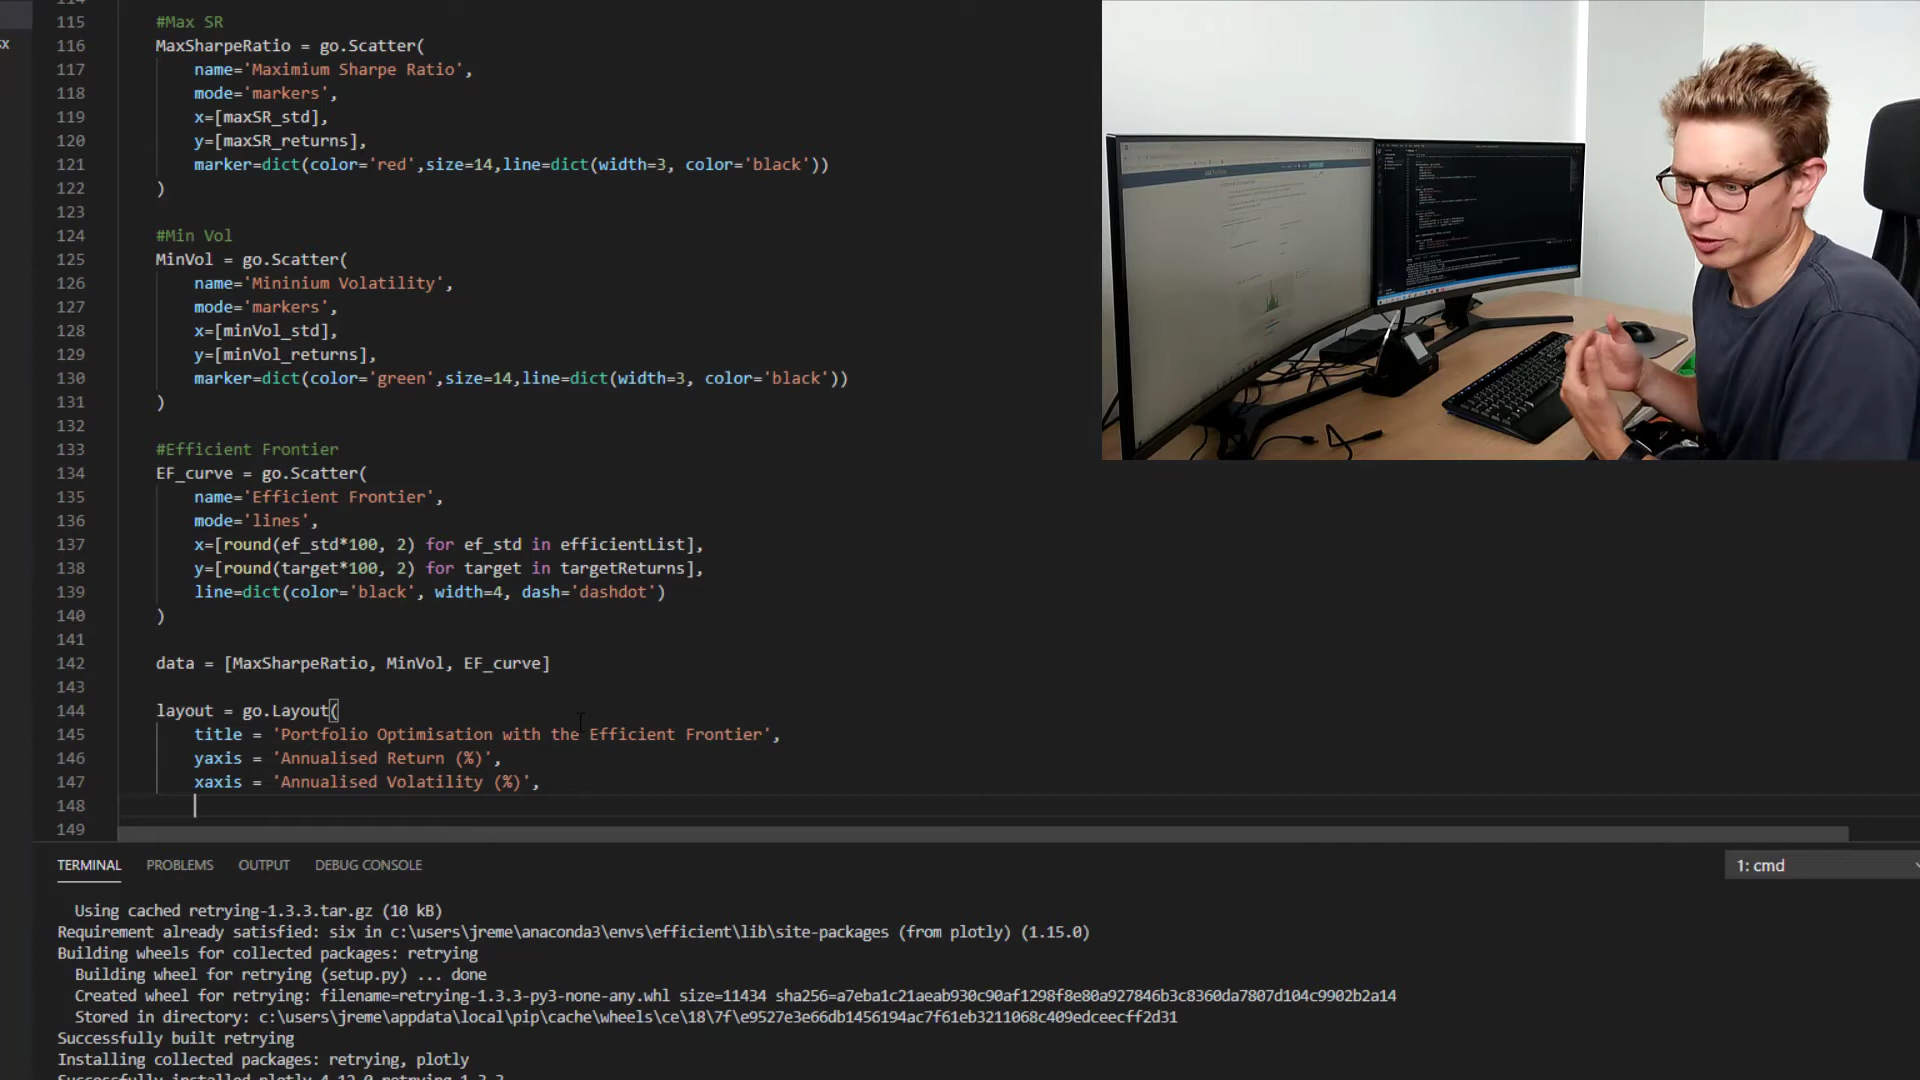 114
115 #Max SR
116 MaxSharpeRatio = go.Scatter(
117 name='Maximium Sharpe Ratio',
118 mode='markers',
119 x=[maxSR_std],
120 y=[maxSR_returns],
121 marker=dict(color='red',size=14,line=dict(width=3, color='black'))
122 )
123
124 #Min Vol
125 MinVol = go.Scatter(
126 name='Mininium Volatility',
127 mode='markers',
128 x=[minVol_std],
129 y=[minVol_returns],
130 marker=dict(color='green',size=14,line=dict(width=3, color='black'))
131 )
132
133 #Efficient Frontier
134 EF_curve = go.Scatter(
135 name='Efficient Frontier',
136 mode='lines',
137 x=[round(ef_std*100, 2) for ef_std in efficientList],
138 y=[round(target*100, 2) for target in targetReturns],
139 line=dict(color='black', width=4, dash='dashdot')
140 )
141
142 data = [MaxSharpeRatio, MinVol, EF_curve]
143
144 layout = go.Layout(
145 title = 'Portfolio Optimisation with the Efficient Frontier',
146 yaxis = 'Annualised Return (%)',
147 xaxis = 'Annualised Volatility (%)',
148
149
TERMINAL PROBLEMS OUTPUT DEBUG CONSOLE 1: cmd
Using cached retrying-1.3.3.tar.gz (10 kB)
Requirement already satisfied: six in c:\users\jreme\anaconda3\envs\efficient\lib\site-packages (from plotly) (1.15.0)
Building wheels for collected packages: retrying
Building wheel for retrying (setup.py) ... done
Created wheel for retrying: filename=retrying-1.3.3-py3-none-any.whl size=11434 sha256=a7eba1c21aeab930c90af1298f8e80a927846b3c8360da7807d104c9902b2a14
Stored in directory: c:\users\jreme\appdata\local\pip\cache\wheels\ce\18\7f\e9527e3e66db1456194ac7f61eb3211068c409edceecff2d31
Successfully built retrying
Installing collected packages: retrying, plotly
Successfully installed plotly-4.12.0 retrying-1.3.3